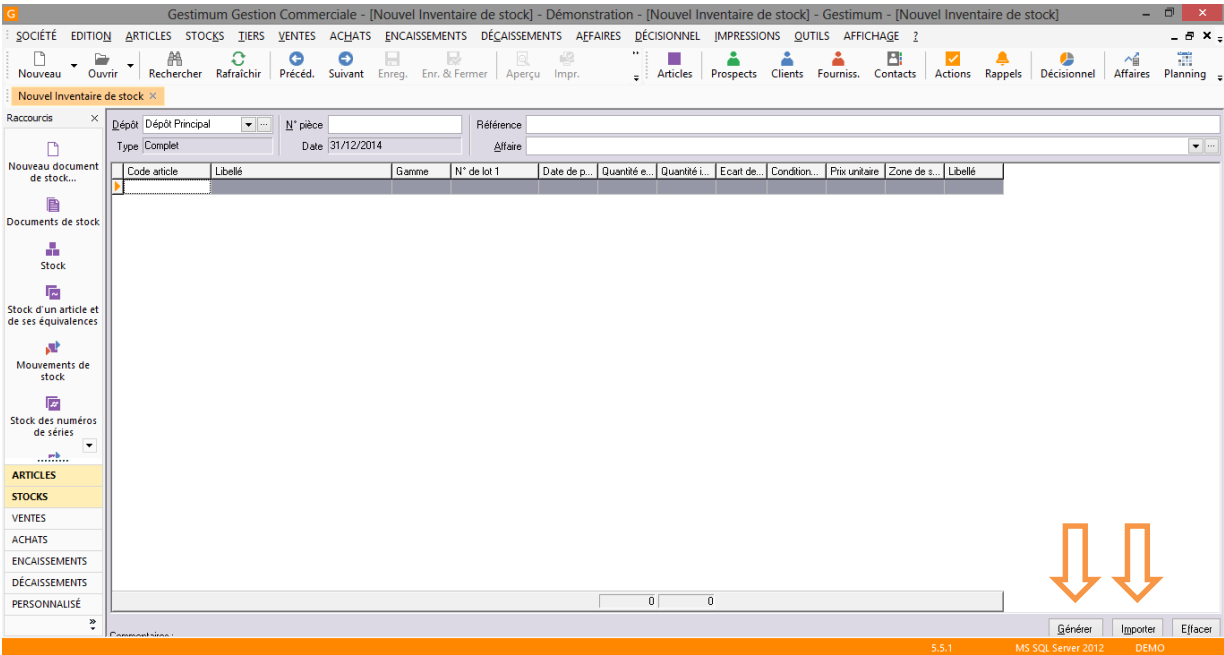 G Gestimum Gestion Commerciale - [Nouvel Inventaire de stock] - Démonstration - [Nouvel Inventaire de stock] - Gestimum - [Nouvel Inventaire de stock]
SOCIÉTÉ EDITION ARTICLES STOCKS TIERS VENTES ACHATS ENCAISSEMENTS DÉCAISSEMENTS AFFAIRES DÉCISIONNEL IMPRESSIONS OUTILS AFFICHAGE ?
Nouveau Ouvrir Rechercher Rafraîchir Précéd. Suivant Enreg. Enr. & Fermer Aperçu Impr. Articles Prospects Clients Fourniss. Contacts Actions Rappels Décisionnel Affaires Planning
Nouvel Inventaire de stock
Raccourcis
Nouveau document
de stock...
Documents de stock
Stock
Stock d'un article et
de ses équivalences
Mouvements de
stock
Stock des numéros
de séries
ARTICLES
STOCKS
VENTES
ACHATS
ENCAISSEMENTS
DÉCAISSEMENTS
PERSONNALISÉ
Dépôt Dépôt Principal ... N° pièce Référence
Type Complet Date 31/12/2014 Affaire ...
Code article Libellé Gamme N° de lot 1 Date de p... Quantité e... Quantité i... Ecart de... Condition... Prix unitaire Zone de s... Libellé
0 0
Commentaires :
Générer Importer Effacer
5.5.1 MS SQL Server 2012 DEMO